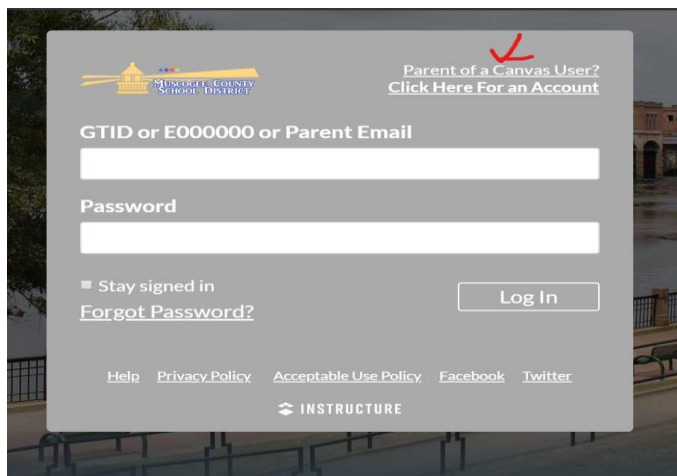 MUSCOGEE COUNTY
SCHOOL DISTRICT
Parent of a Canvas User?
Click Here For an Account
GTID or E000000 or Parent Email
Password
Stay signed in
Log In
Forgot Password?
Help Privacy Policy Acceptable Use Policy Facebook Twitter
INSTRUCTURE